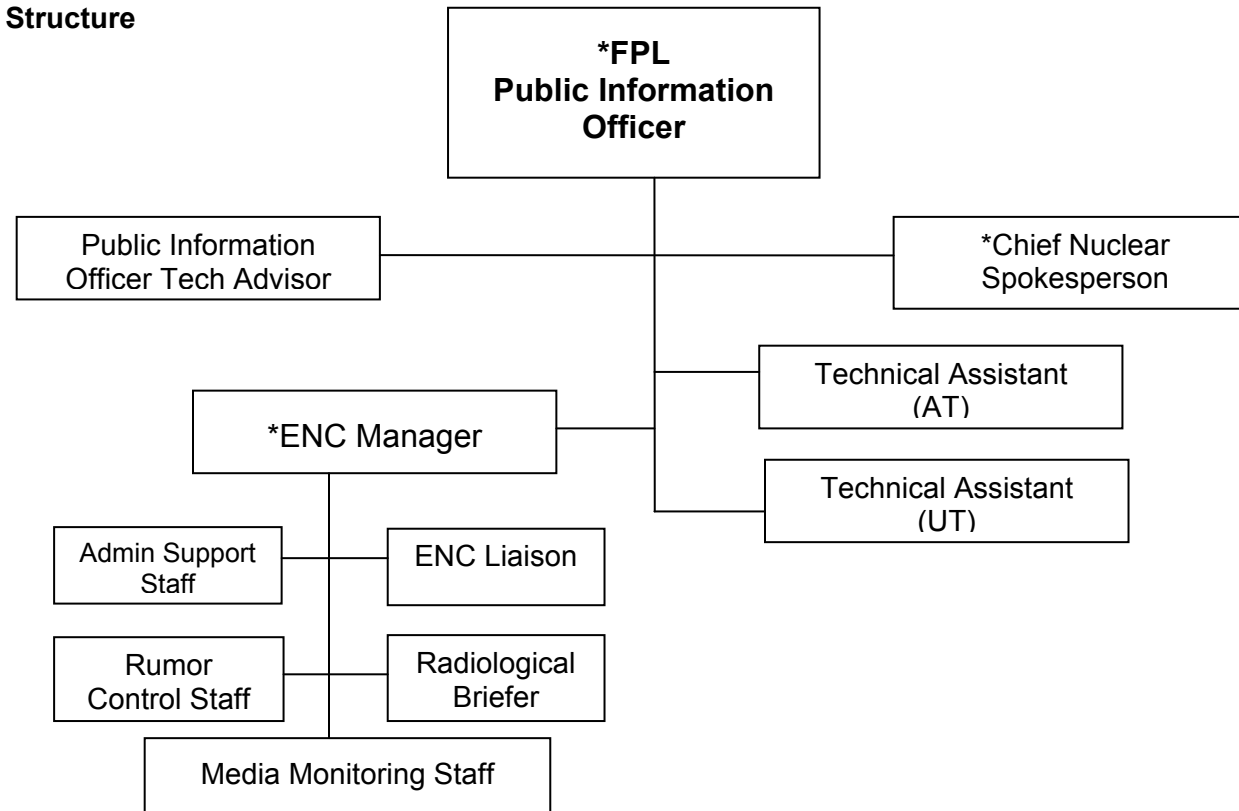 Structure
*FPL
Public Information
Officer
Public Information
Officer Tech Advisor
*Chief Nuclear
Spokesperson
Technical Assistant
(AT)
*ENC Manager
Technical Assistant
(UT)
Admin Support
Staff
ENC Liaison
Rumor
Control Staff
Radiological
Briefer
Media Monitoring Staff